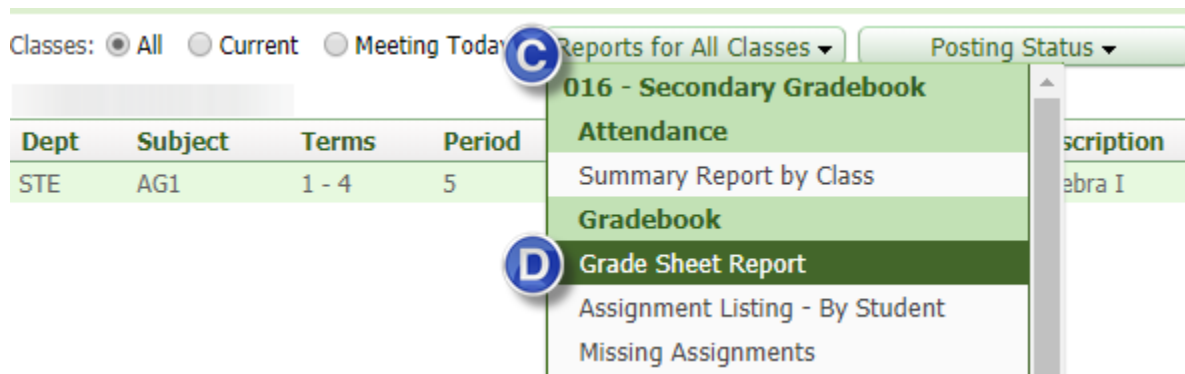 Classes: All Current Meeting Today C Reports for All Classes Posting Status
016 - Secondary Gradebook
Dept Subject Terms Period Attendance scription
STE AG1 1 - 4 5 Summary Report by Class ebra I
Gradebook
D Grade Sheet Report
Assignment Listing - By Student
Missing Assignments